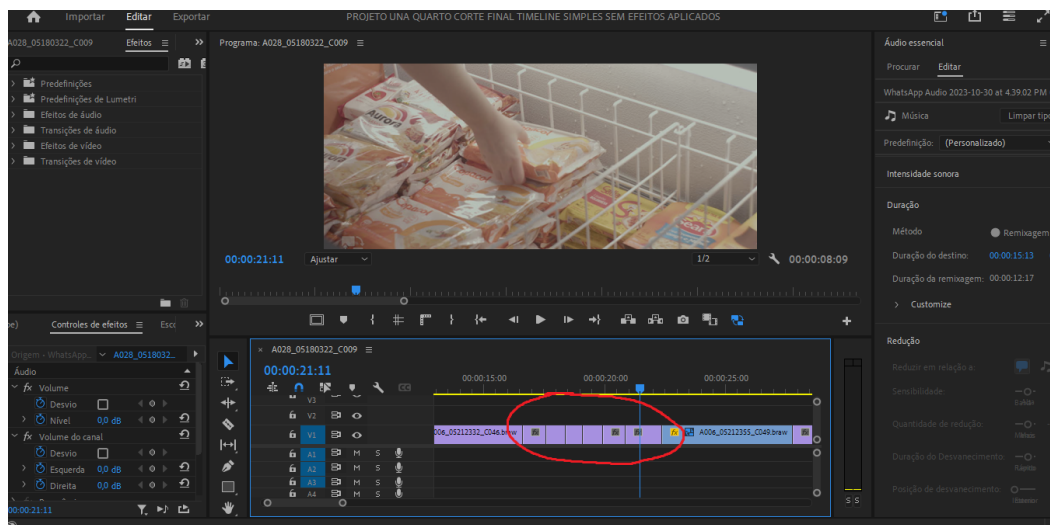 Importar Editar Exportar PROJETO UNA QUARTO CORTE FINAL TIMELINE SIMPLES SEM EFEITOS APLICADOS
A028_05180322_C009 Efeitos
Programa: A028_05180322_C009
Áudio essencial
Procurar Editar
Predefinições
Predefinições de Lumetri
Efeitos de áudio
Transições de áudio
Efeitos de vídeo
Transições de vídeo
AURORA
WhatsApp Audio 2023-10-30 at 4.39.02 PM
Música Limpar tipo
Predefinição: (Personalizado)
Intensidade sonora
Duração
Método Remixagem
Duração do destino: 00:00:15:13
Duração da remixagem: 00:00:12:17
Customize
00:00:21:11 Ajustar 1/2 00:00:08:09
Controles de efeitos
Origem - WhatsApp... A028_0518032...
Áudio
fx Volume
Desvio
Nível 0,0 dB
fx Volume do canal
Desvio
Esquerda 0,0 dB
Direita 0,0 dB
00:00:21:11
A028_05180322_C009
00:00:21:11
00:00:15:00 00:00:20:00 00:00:25:00
V3
V2
V1 006_05212332_C046.braw fx A006_05212355_C049.braw
A1 M S
A2 M S
A3 M S
A4 M S
S S
Redução
Reduzir em relação a:
Sensibilidade
Quantidade de redução
Duração do Desvanecimento
Posição de desvanecimento: